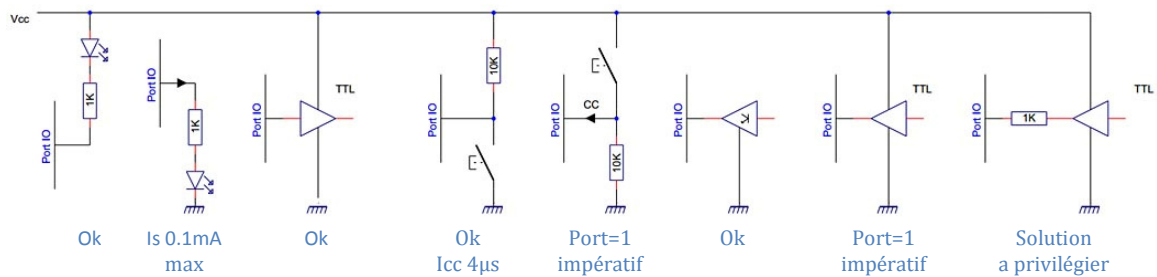 Vcc
Port IO
1K
Port IO
1K
Port IO
TTL
Port IO
10K
Port IO
CC
10K
Port IO
Port IO
TTL
Port IO
1K
TTL
Ok
Is 0.1mA
max
Ok
Ok
Icc 4µs
Port=1
impératif
Ok
Port=1
impératif
Solution
a privilégier